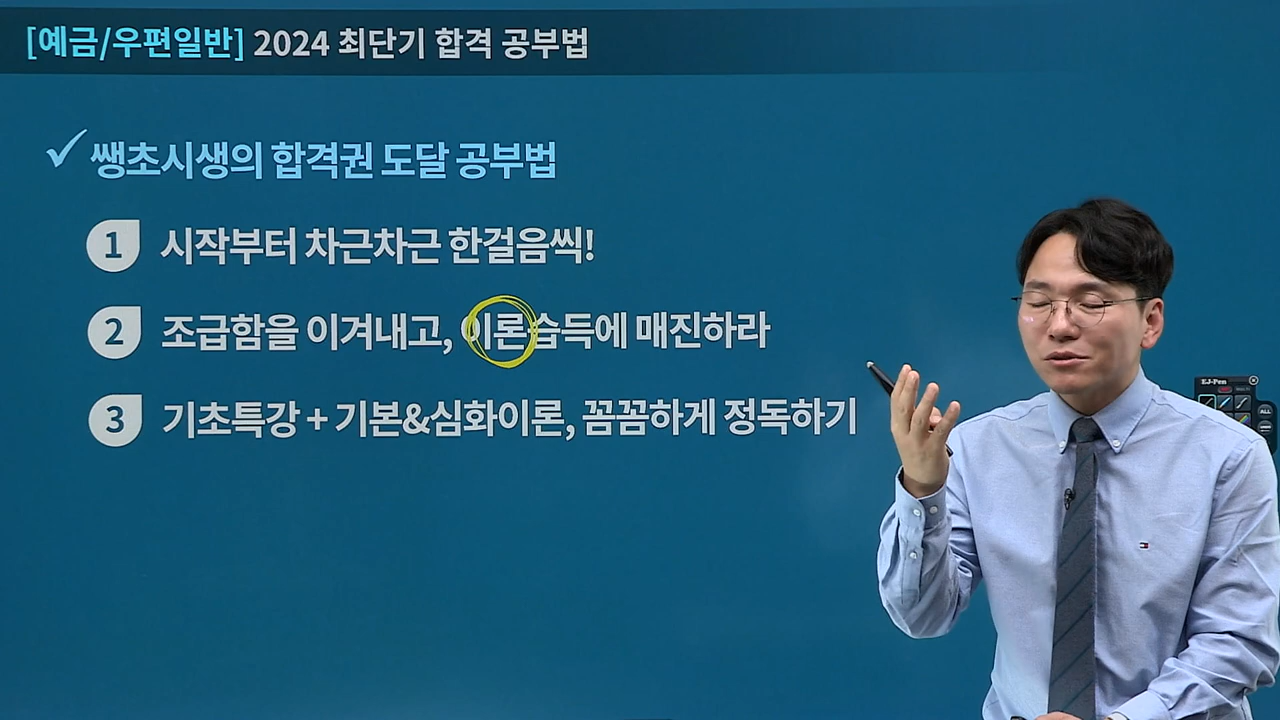 [예금/우편일반] 2024 최단기 합격 공부법
쌩초시생의 합격권 도달 공부법
1 시작부터 차근차근 한걸음씩!
2 조급함을 이겨내고, 이론 습득에 매진하라
3 기초특강 + 기본&심화이론, 꼼꼼하게 정독하기
EJ-Pen
ALL